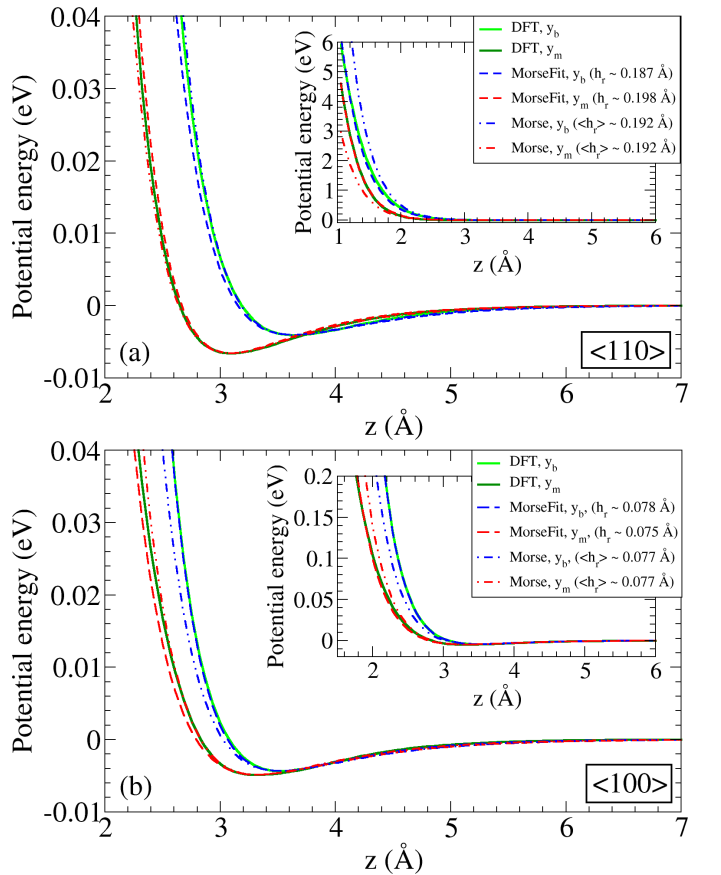 0.04
0.03
0.02
0.01
0
-0.01
Potential energy (eV)
2 3 4 5 6 7
z (Å)
(a)
<110>
6
5
4
3
2
1
0
Potential energy (eV)
1 2 3 4 5 6
z (Å)
DFT, y_b
DFT, y_m
MorseFit, y_b (h_r ~ 0.187 Å)
MorseFit, y_m (h_r ~ 0.198 Å)
Morse, y_b (<h_r> ~ 0.192 Å)
Morse, y_m (<h_r> ~ 0.192 Å)
0.04
0.03
0.02
0.01
0
-0.01
Potential energy (eV)
2 3 4 5 6 7
z (Å)
(b)
<100>
0.2
0.15
0.1
0.05
0
Potential energy (eV)
2 3 4 5 6
z (Å)
DFT, y_b
DFT, y_m
MorseFit, y_b, (h_r ~ 0.078 Å)
MorseFit, y_m, (h_r ~ 0.075 Å)
Morse, y_b, (<h_r> ~ 0.077 Å)
Morse, y_m (<h_r> ~ 0.077 Å)